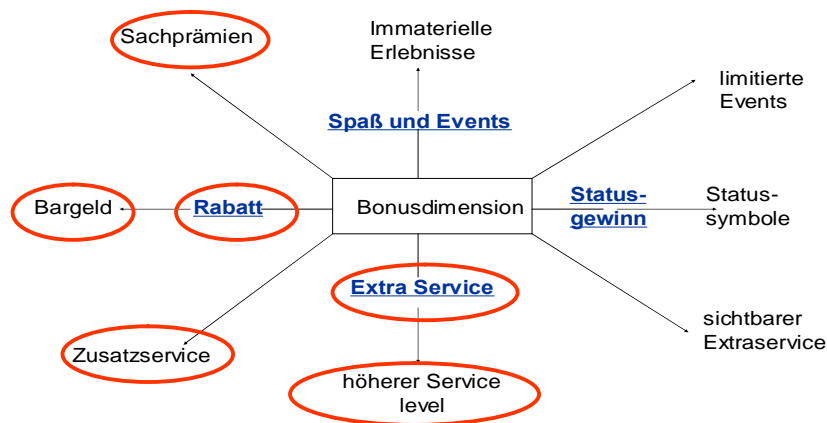 Sachprämien
Immaterielle
Erlebnisse
limitierte
Events
Spaß und Events
Bargeld
Rabatt
Bonusdimension
Status-
gewinn
Status-
symbole
Extra Service
Zusatzservice
sichtbarer
Extraservice
höherer Service
level